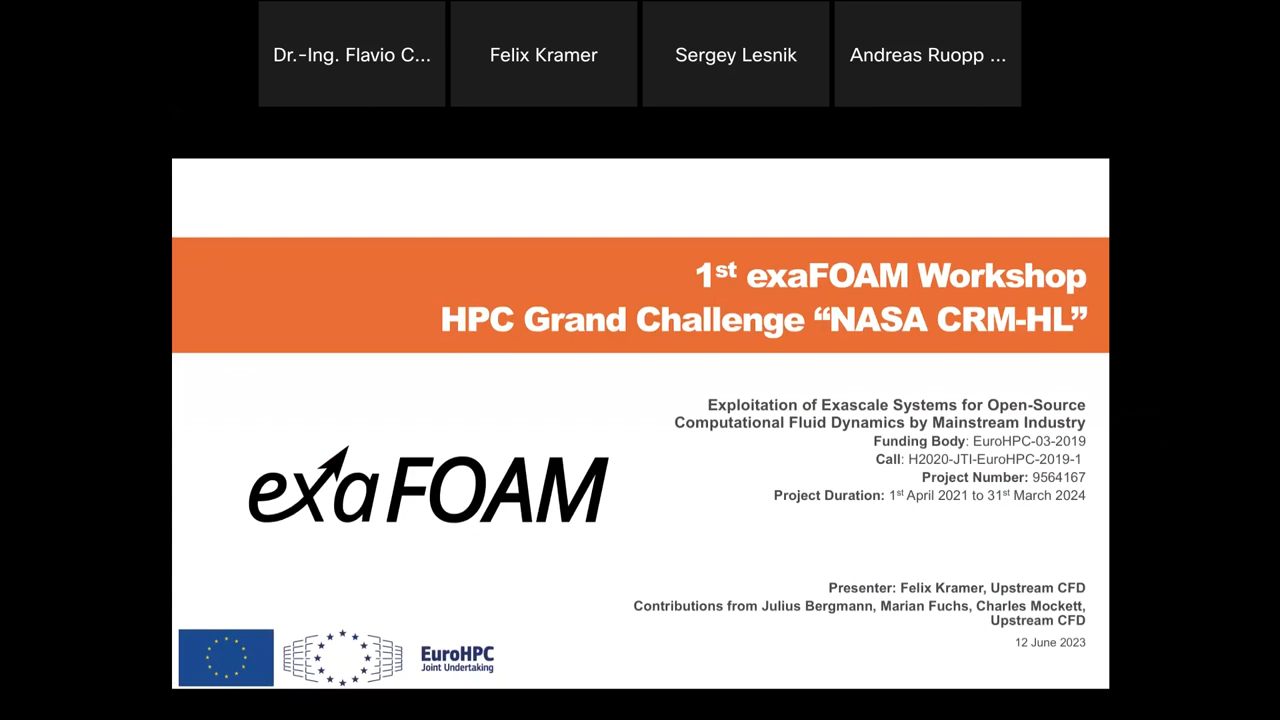 Dr.-Ing. Flavio C...
Felix Kramer
Sergey Lesnik
Andreas Ruopp ...
1st exaFOAM Workshop
HPC Grand Challenge “NASA CRM-HL”
Exploitation of Exascale Systems for Open-Source
Computational Fluid Dynamics by Mainstream Industry
Funding Body: EuroHPC-03-2019
Call: H2020-JTI-EuroHPC-2019-1
Project Number: 9564167
Project Duration: 1st April 2021 to 31st March 2024
exaFOAM
Presenter: Felix Kramer, Upstream CFD
Contributions from Julius Bergmann, Marian Fuchs, Charles Mockett,
Upstream CFD
12 June 2023
EuroHPC
Joint Undertaking